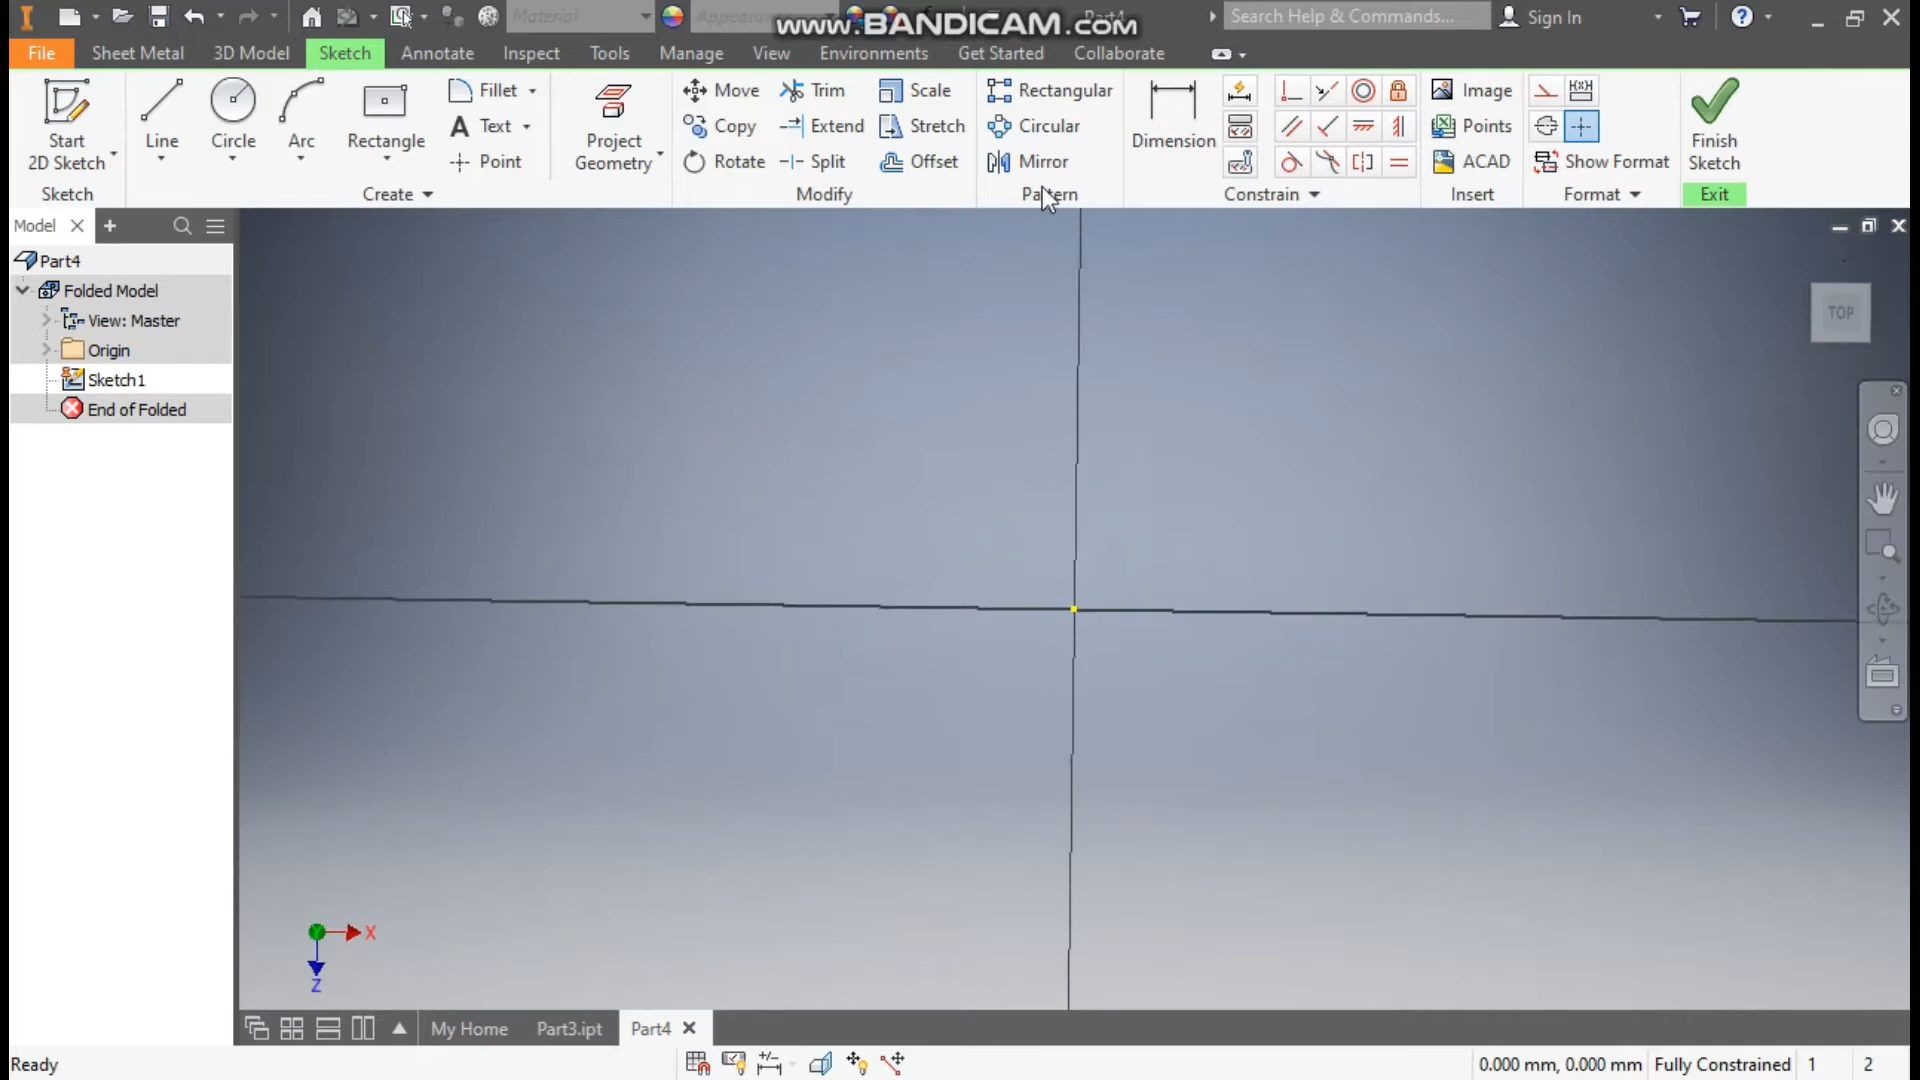 Material
Appearance
Part4
www.BANDICAM.com
Search Help & Commands...
Sign In
File
Sheet Metal
3D Model
Sketch
Annotate
Inspect
Tools
Manage
View
Environments
Get Started
Collaborate
Start
2D Sketch
Line
Circle
Arc
Rectangle
Fillet
Text
Point
Project
Geometry
Move
Copy
Rotate
Trim
Extend
Split
Scale
Stretch
Offset
Rectangular
Circular
Mirror
Dimension
Image
Points
ACAD
Show Format
Finish
Sketch
Sketch
Create
Modify
Pattern
Constrain
Insert
Format
Exit
Model
Part4
Folded Model
View: Master
Origin
Sketch1
End of Folded
TOP
X
Z
My Home
Part3.ipt
Part4
Ready
0.000 mm, 0.000 mm
Fully Constrained
1
2